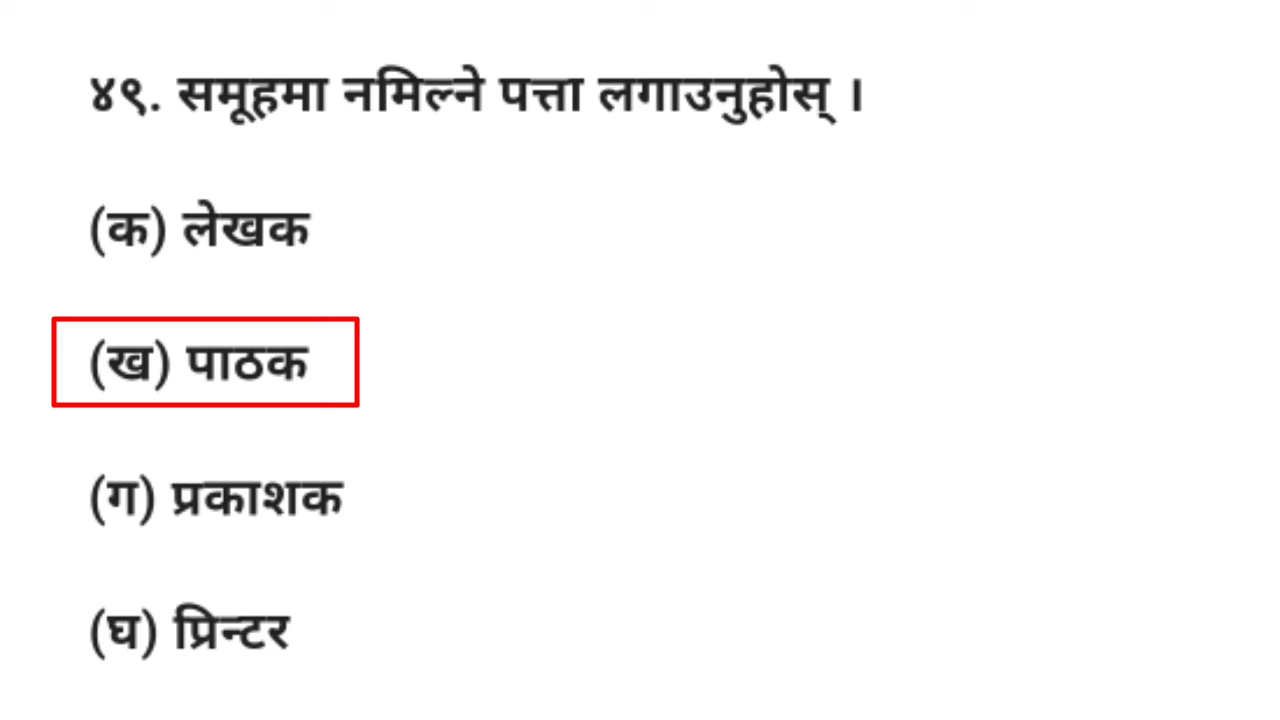 ४९. समूहमा नमिल्ने पत्ता लगाउनुहोस् ।
(क) लेखक
(ख) पाठक
(ग) प्रकाशक
(घ) प्रिन्टर